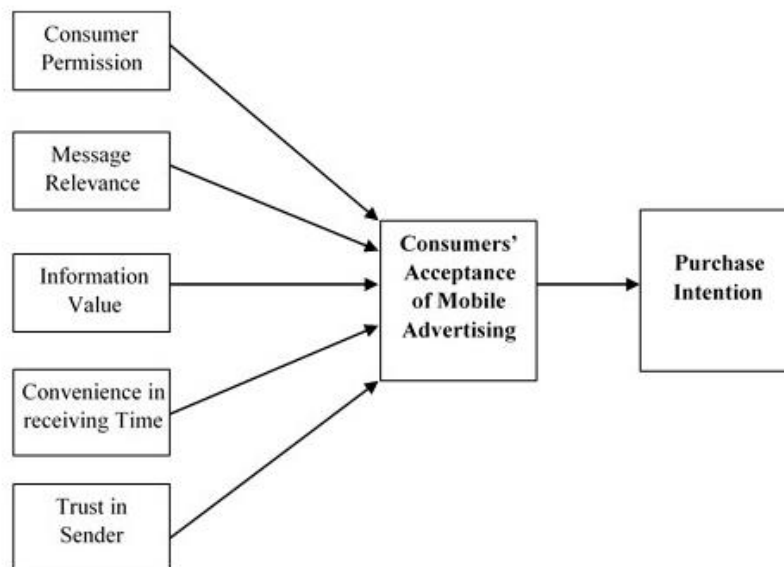 Consumer
Permission
Message
Relevance
Information
Value
Convenience in
receiving Time
Trust in
Sender
Consumers’
Acceptance
of Mobile
Advertising
Purchase
Intention